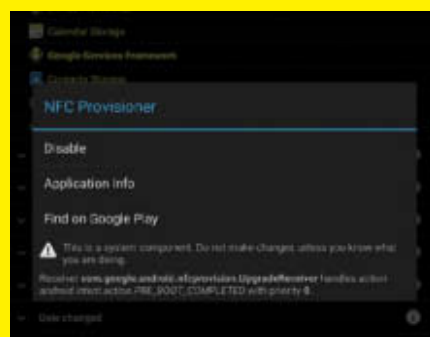 Calendar Storage
Google Services Framework
Contacts Storage
NFC Provisioner
Disable
Application Info
Find on Google Play
This is a system component. Do not make changes unless you know what
you are doing.
Receiver com.google.android.nfcprovision.UpgradeReceiver handles action
android.intent.action.PRE_BOOT_COMPLETED with priority 0.
Date changed